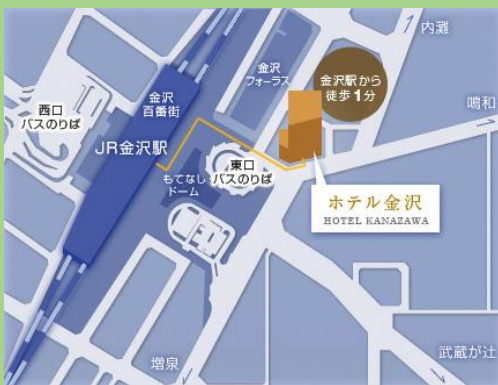 内灘
金沢
フォーラス
金沢駅から
徒歩1分
鳴和
金沢
百番街
西口
バスのりば
JR金沢駅
東口
バスのりば
もてなし
ドーム
ホテル金沢
HOTEL KANAZAWA
武蔵が辻
増泉